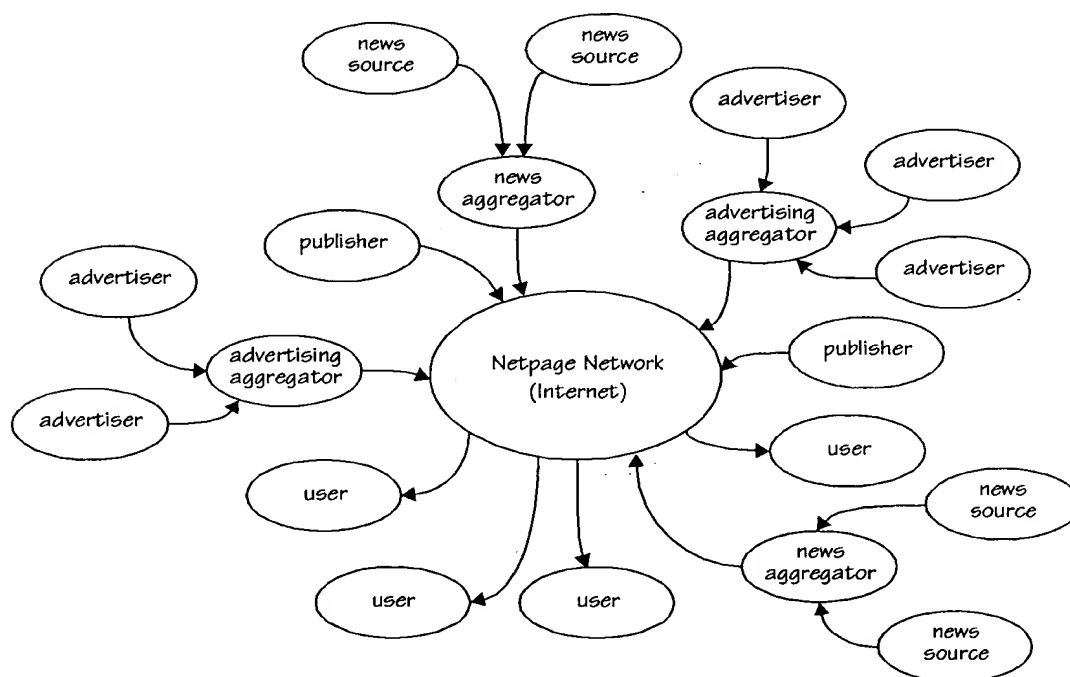 news
source
news
source
advertiser
advertiser
news
aggregator
advertising
aggregator
publisher
advertiser
advertiser
publisher
advertising
aggregator
Netpage Network
(Internet)
advertiser
user
user
news
source
news
aggregator
user
user
news
source